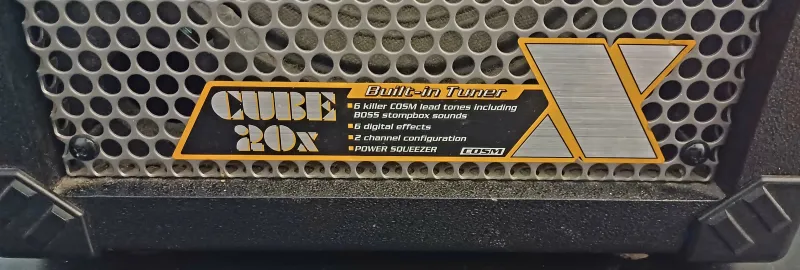 CUBE
20x
Built-in Tuner
6 killer COSM lead tones including
BOSS stompbox sounds
6 digital effects
2 channel configuration
POWER SQUEEZER
COSM
X